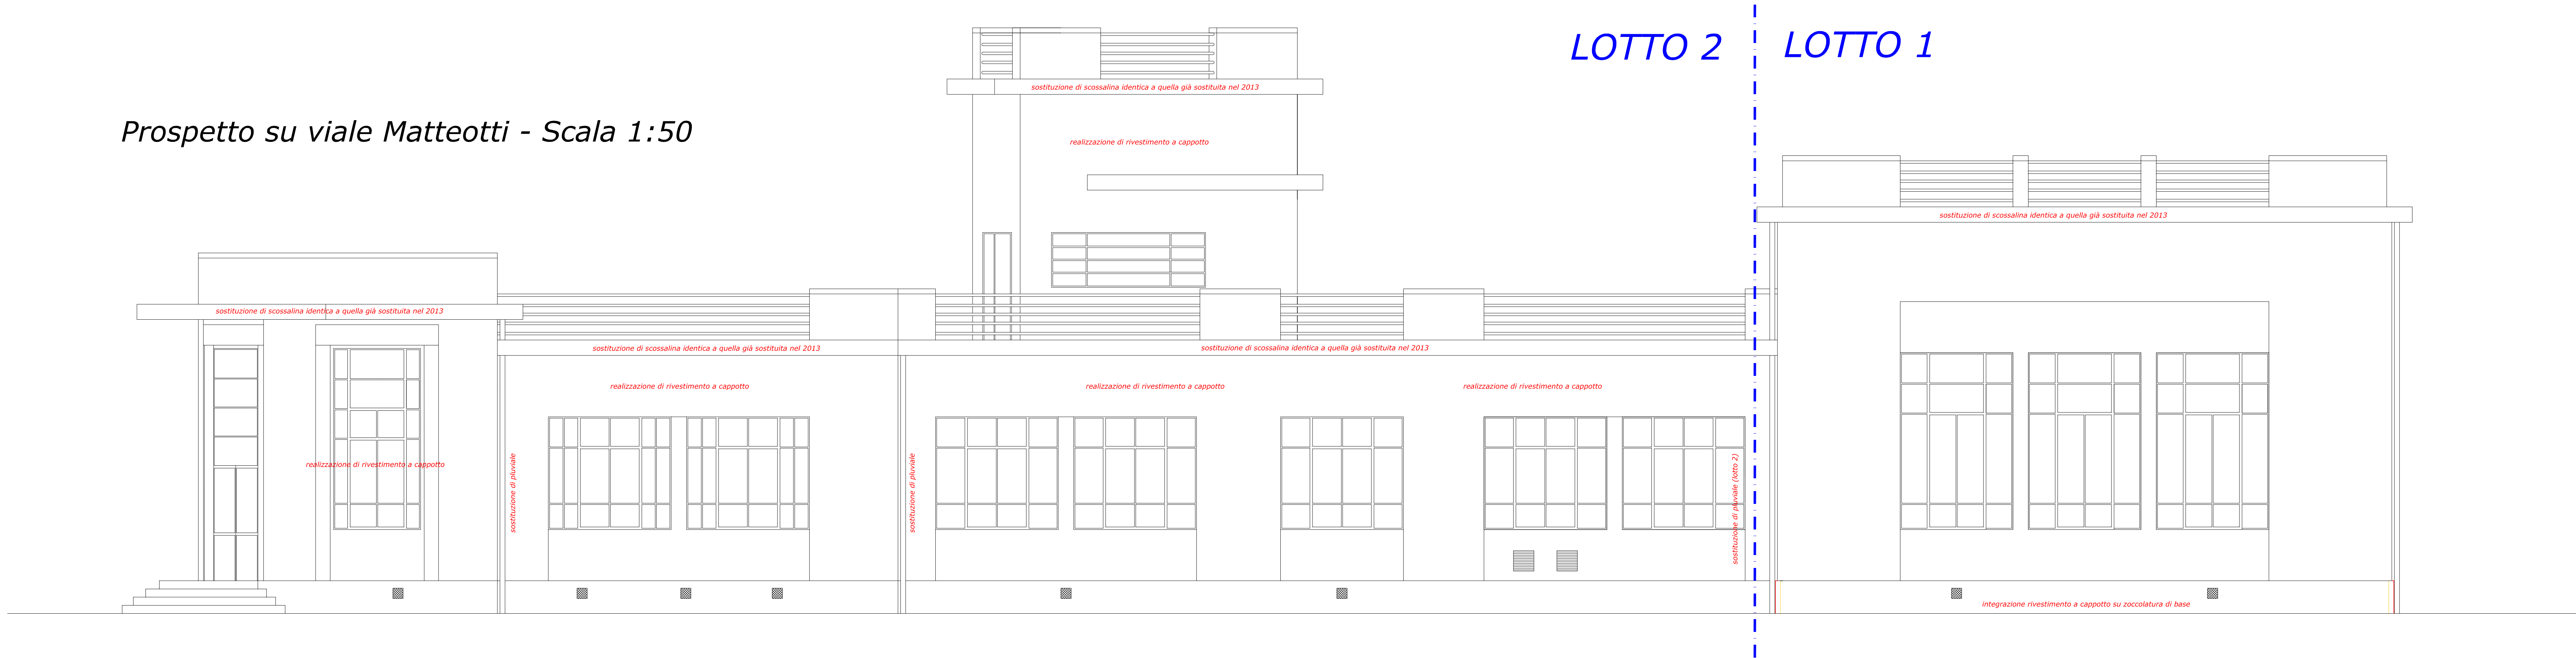 LOTTO 2
LOTTO 1
Prospetto su viale Matteotti - Scala 1:50
sostituzione di scossalina identica a quella già sostituita nel 2013
realizzazione di rivestimento a cappotto
sostituzione di scossalina identica a quella già sostituita nel 2013
sostituzione di scossalina identica a quella già sostituita nel 2013
sostituzione di scossalina identica a quella già sostituita nel 2013
sostituzione di scossalina identica a quella già sostituita nel 2013
realizzazione di rivestimento a cappotto
realizzazione di rivestimento a cappotto
realizzazione di rivestimento a cappotto
realizzazione di rivestimento a cappotto
sostituzione di pluviale
sostituzione di pluviale
sostituzione di pluviale (lotto 2)
integrazione rivestimento a cappotto su zoccolatura di base